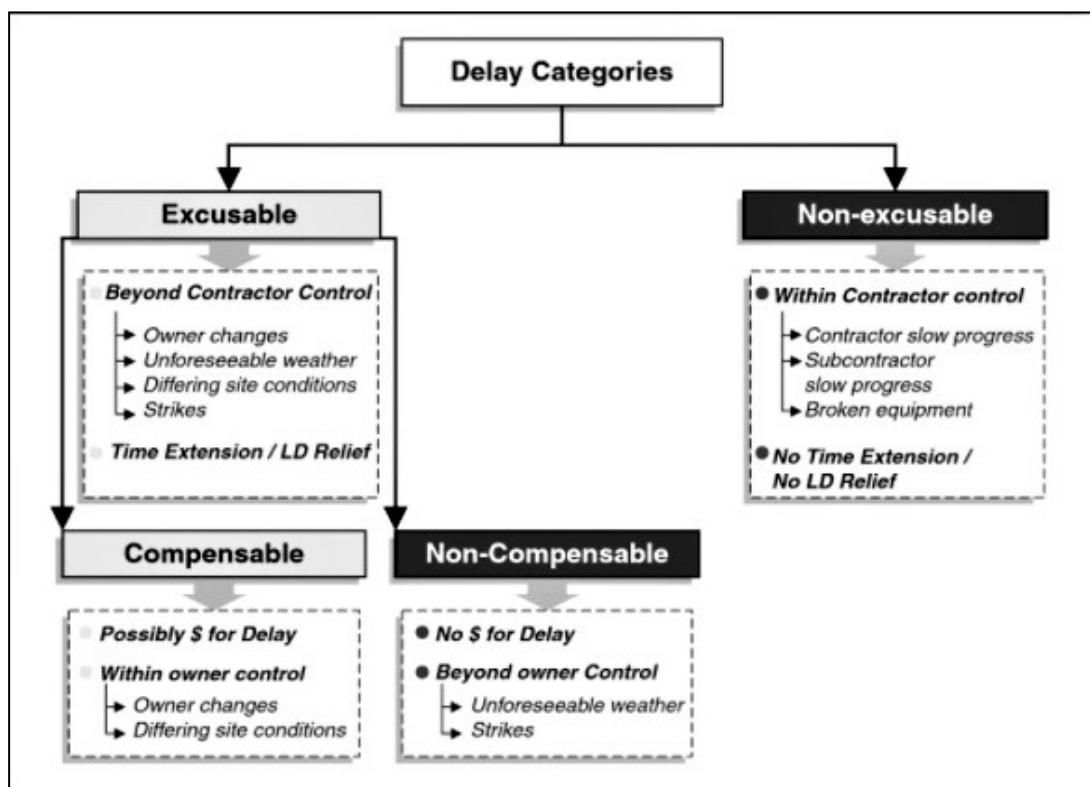 Delay Categories
Excusable
Non-excusable
Beyond Contractor Control
Owner changes
Unforeseeable weather
Differing site conditions
Strikes
Time Extension / LD Relief
Within Contractor control
Contractor slow progress
Subcontractor
slow progress
Broken equipment
No Time Extension /
No LD Relief
Compensable
Non-Compensable
Possibly $ for Delay
Within owner control
Owner changes
Differing site conditions
No $ for Delay
Beyond owner Control
Unforeseeable weather
Strikes